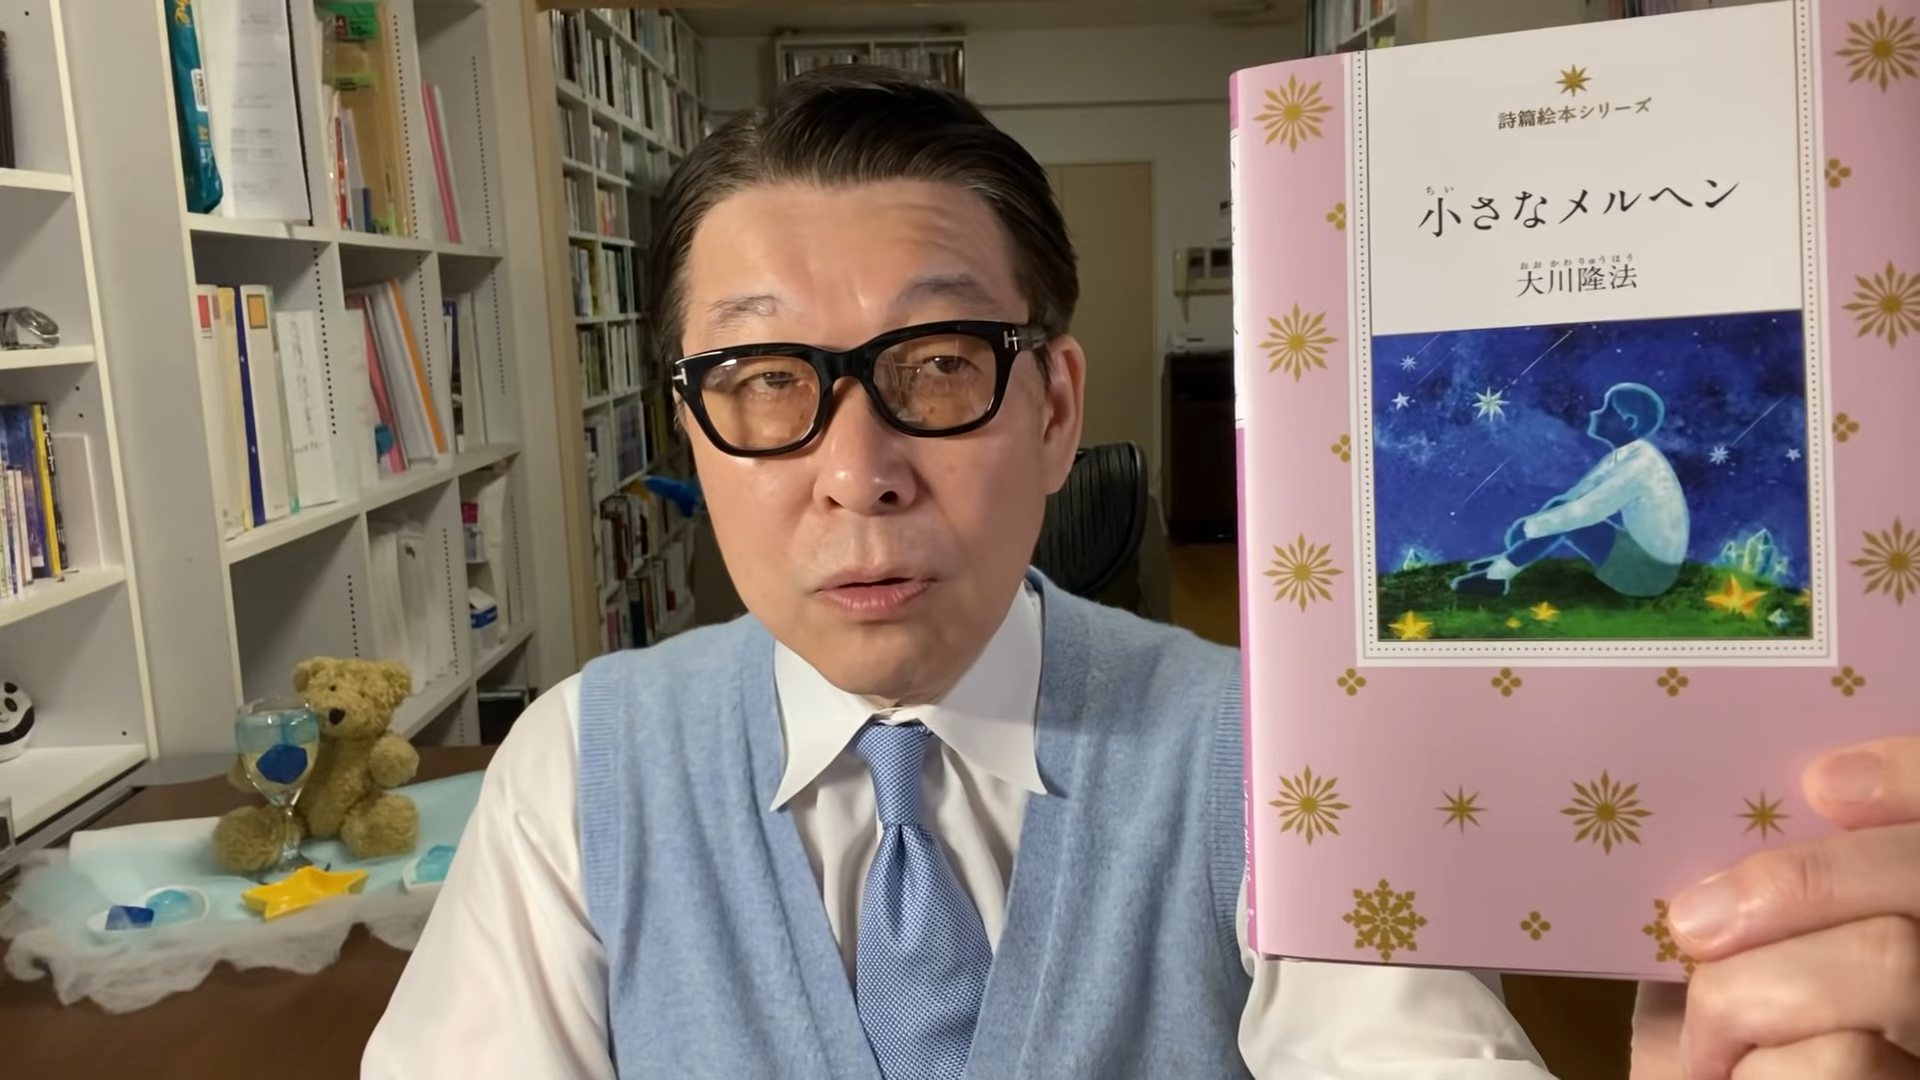 詩篇絵本シリーズ
ちい
小さなメルヘン
おおかわりゅうほう
大川隆法